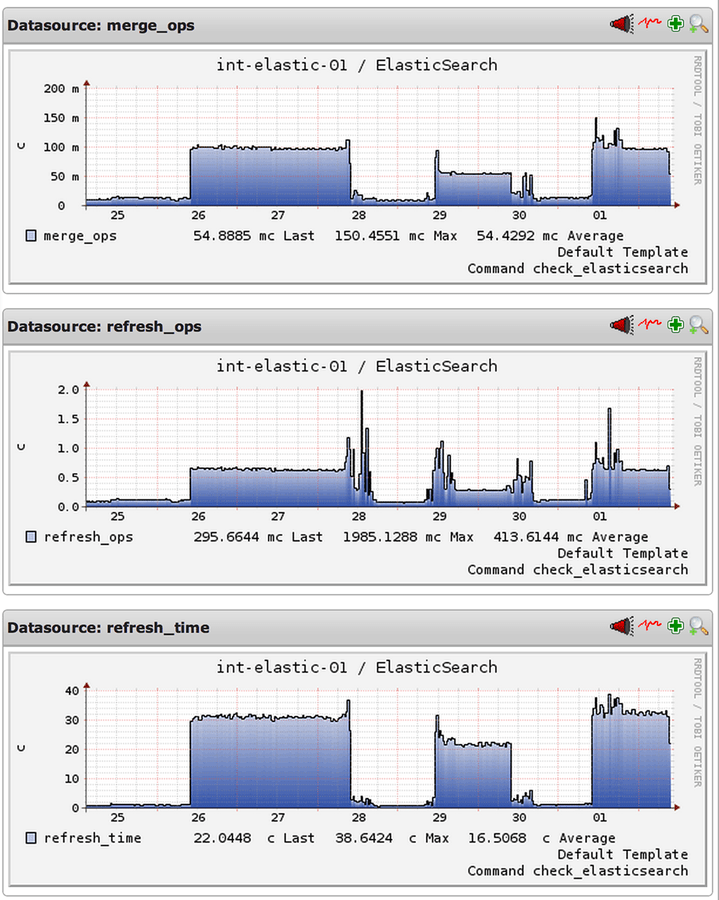 Datasource: merge_ops
int-elastic-01 / ElasticSearch
RRDTOOL / TOBI OETIKER
200 m
150 m
100 m
50 m
0
c
25 26 27 28 29 30 01
merge_ops 54.8885 mc Last 150.4551 mc Max 54.4292 mc Average
Default Template
Command check_elasticsearch
Datasource: refresh_ops
int-elastic-01 / ElasticSearch
RRDTOOL / TOBI OETIKER
2.0
1.5
1.0
0.5
0.0
c
25 26 27 28 29 30 01
refresh_ops 295.6644 mc Last 1985.1288 mc Max 413.6144 mc Average
Default Template
Command check_elasticsearch
Datasource: refresh_time
int-elastic-01 / ElasticSearch
RRDTOOL / TOBI OETIKER
40
30
20
10
0
c
25 26 27 28 29 30 01
refresh_time 22.0448 c Last 38.6424 c Max 16.5068 c Average
Default Template
Command check_elasticsearch